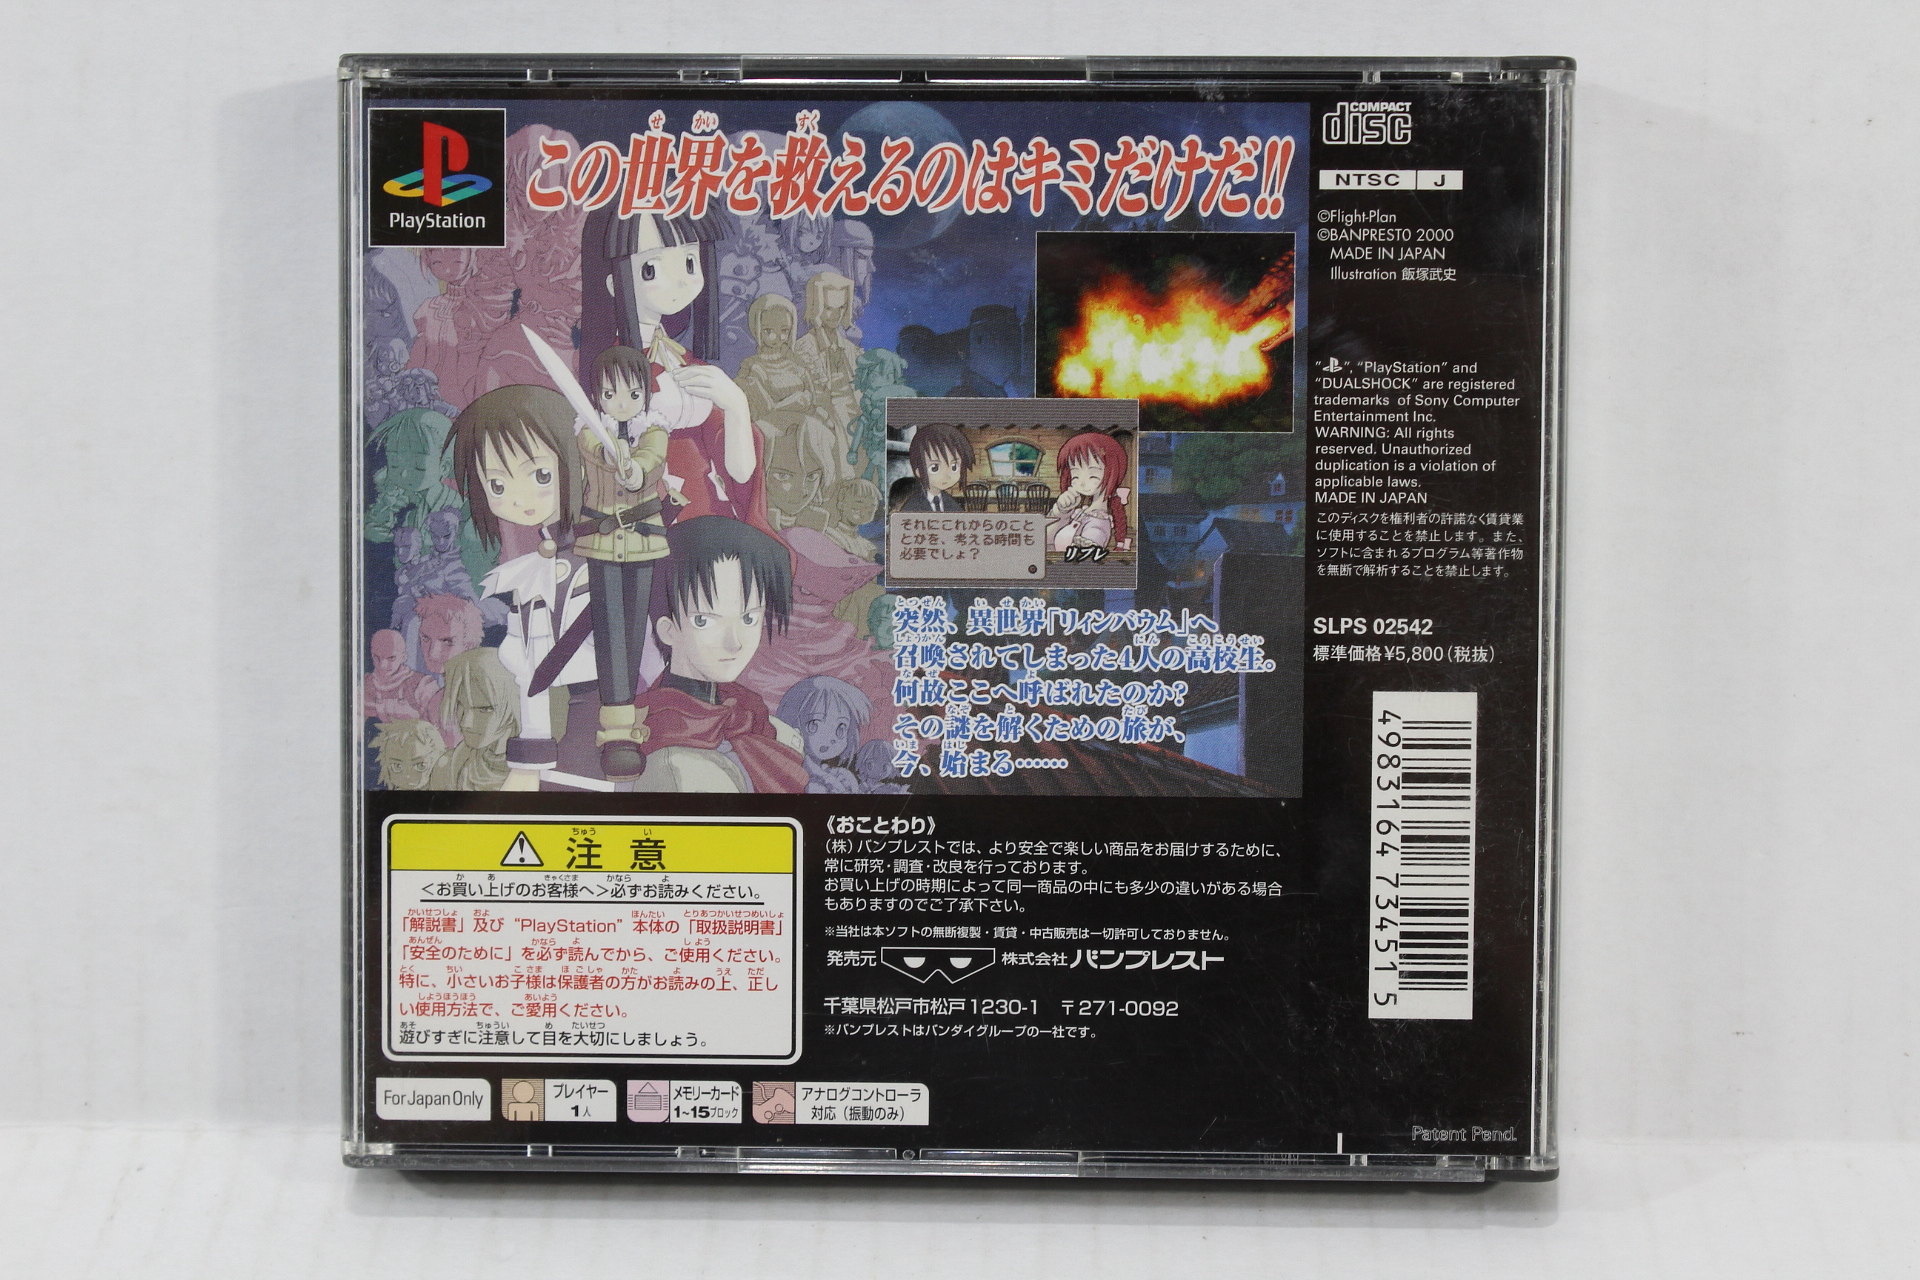 PlayStation
この世界を救えるのはキミだけだ!!
COMPACT
disc
NTSC J
©Flight-Plan
©BANPRESTO 2000
MADE IN JAPAN
Illustration 飯塚武史
それにこれからのこと
とかを、考える時間も
必要でしょ?
リプレ
突然、異世界「リィンバウム」へ
召喚されてしまった4人の高校生。
何故ここへ呼ばれたのか?
その謎を解くための旅が、
今、始まる……
" ", "PlayStation" and
"DUALSHOCK" are registered
trademarks of Sony Computer
Entertainment Inc.
WARNING: All rights
reserved. Unauthorized
duplication is a violation of
applicable laws.
MADE IN JAPAN
このディスクを権利者の許諾なく賃貸業
に使用することを禁止します。また、
ソフトに含まれるプログラム等著作物
を無断で解析することを禁止します。
SLPS 02542
標準価格¥5,800(税抜)
4983164 734515
注意
<お買い上げのお客様へ>必ずお読みください。
「解説書」及び "PlayStation" 本体の「取扱説明書」
「安全のために」を必ず読んでから、ご使用ください。
特に、小さいお子様は保護者の方がお読みの上、正し
い使用方法で、ご愛用ください。
遊びすぎに注意して目を大切にしましょう。
《おことわり》
(株)バンプレストでは、より安全で楽しい商品をお届けするために、
常に研究・調査・改良を行っております。
お買い上げの時期によって同一商品の中にも多少の違いがある場合
もありますのでご了承下さい。
※当社は本ソフトの無断複製・賃貸・中古販売は一切許可しておりません。
発売元 株式会社バンプレスト
千葉県松戸市松戸1230-1 〒271-0092
※バンプレストはバンダイグループの一社です。
For Japan Only
プレイヤー
1人
メモリーカード
1~15ブロック
アナログコントローラ
対応(振動のみ)
Patent Pend.